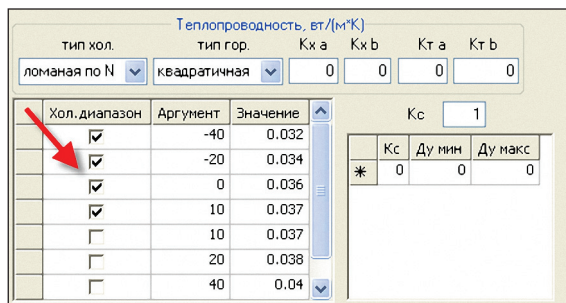 Теплопроводность, вт/(м*К)
тип хол. тип гор. Кх а Кх b Кт а Кт b
ломаная по N квадратичная 0 0 0 0
Хол.диапазон Аргумент Значение
-40 0.032
-20 0.034
0 0.036
10 0.037
10 0.037
20 0.038
40 0.04
Кс 1
Кс Ду мин Ду макс
0 0 0